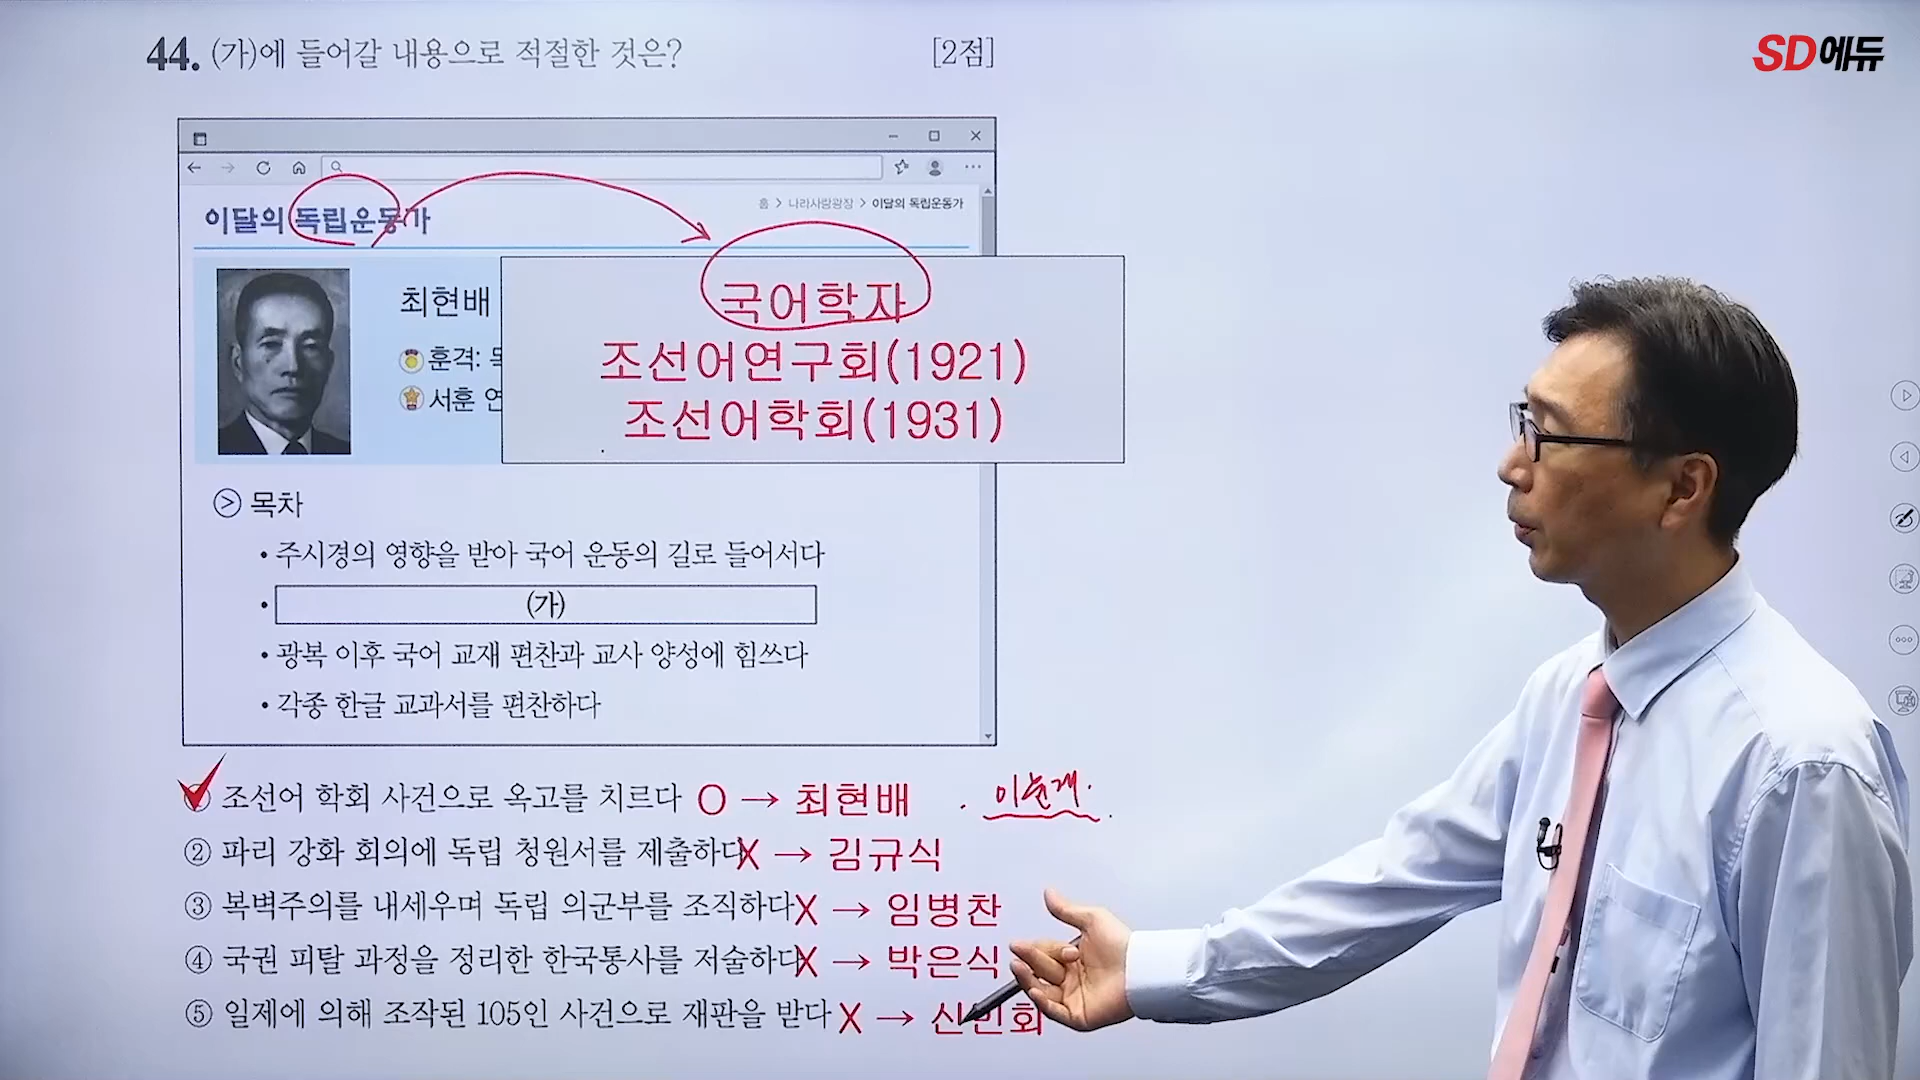 44. (가)에 들어갈 내용으로 적절한 것은? [2점]
SD에듀
홈 > 나라사랑광장 > 이달의 독립운동가
이달의 독립운동가
최현배
훈격: 독
서훈 연
국어학자
조선어연구회(1921)
조선어학회(1931)
목차
• 주시경의 영향을 받아 국어 운동의 길로 들어서다
• (가)
• 광복 이후 국어 교재 편찬과 교사 양성에 힘쓰다
• 각종 한글 교과서를 편찬하다
① 조선어 학회 사건으로 옥고를 치르다 O → 최현배 . 이윤재.
② 파리 강화 회의에 독립 청원서를 제출하다 X → 김규식
③ 복벽주의를 내세우며 독립 의군부를 조직하다 X → 임병찬
④ 국권 피탈 과정을 정리한 한국통사를 저술하다 X → 박은식
⑤ 일제에 의해 조작된 105인 사건으로 재판을 받다 X → 신민회